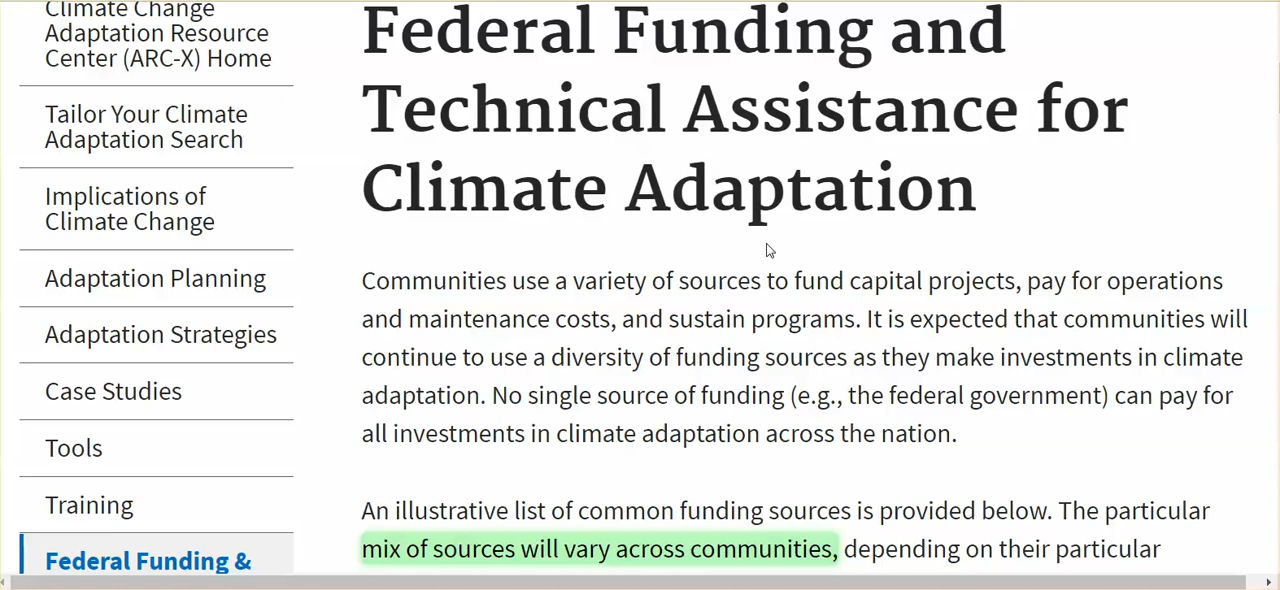 Climate Change
Adaptation Resource
Center (ARC-X) Home
Tailor Your Climate
Adaptation Search
Implications of
Climate Change
Adaptation Planning
Adaptation Strategies
Case Studies
Tools
Training
Federal Funding &
Federal Funding and
Technical Assistance for
Climate Adaptation
Communities use a variety of sources to fund capital projects, pay for operations
and maintenance costs, and sustain programs. It is expected that communities will
continue to use a diversity of funding sources as they make investments in climate
adaptation. No single source of funding (e.g., the federal government) can pay for
all investments in climate adaptation across the nation.
An illustrative list of common funding sources is provided below. The particular
mix of sources will vary across communities, depending on their particular